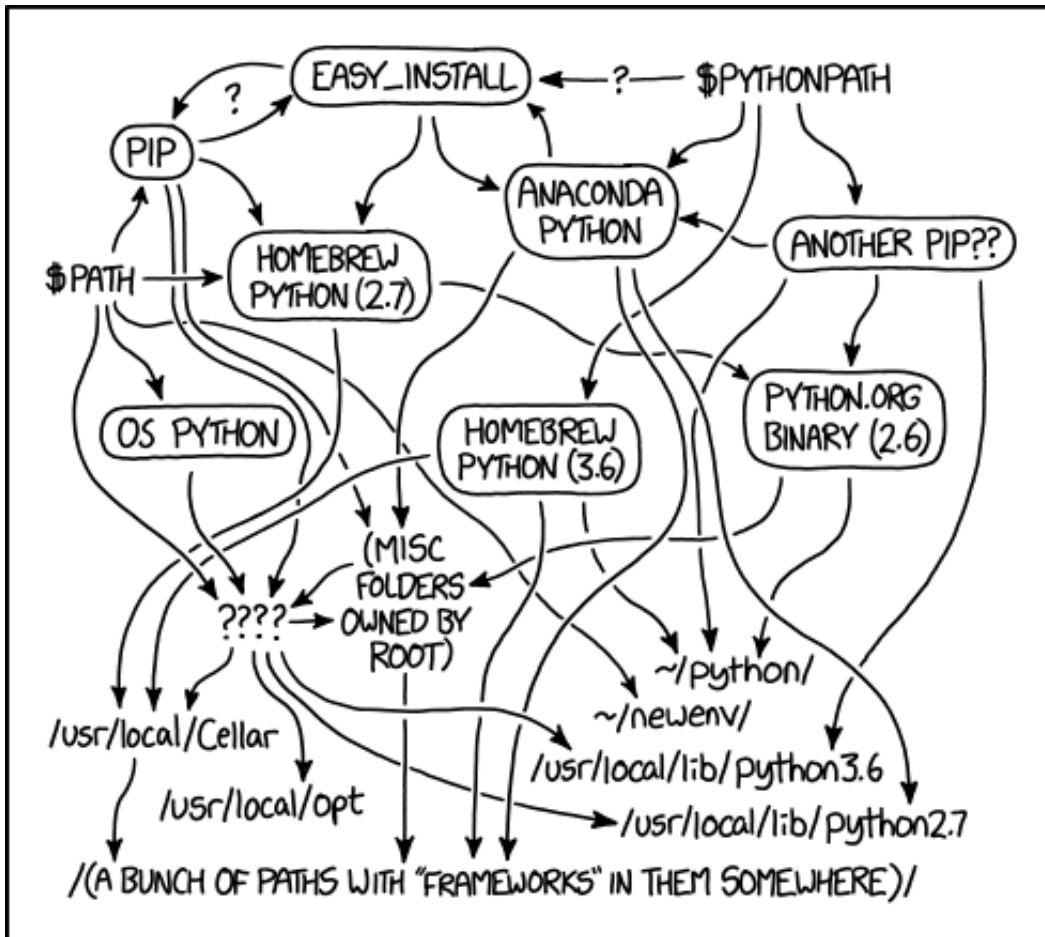 EASY_INSTALL
?
$PYTHONPATH
?
PIP
ANACONDA
PYTHON
ANOTHER PIP??
HOMEBREW
PYTHON (2.7)
$PATH
OS PYTHON
HOMEBREW
PYTHON (3.6)
PYTHON.ORG
BINARY (2.6)
(MISC
FOLDERS
OWNED BY
ROOT)
????
~/python/
~/newenv/
/usr/local/Cellar
/usr/local/lib/python3.6
/usr/local/opt
/usr/local/lib/python2.7
/(A BUNCH OF PATHS WITH "FRAMEWORKS" IN THEM SOMEWHERE)/